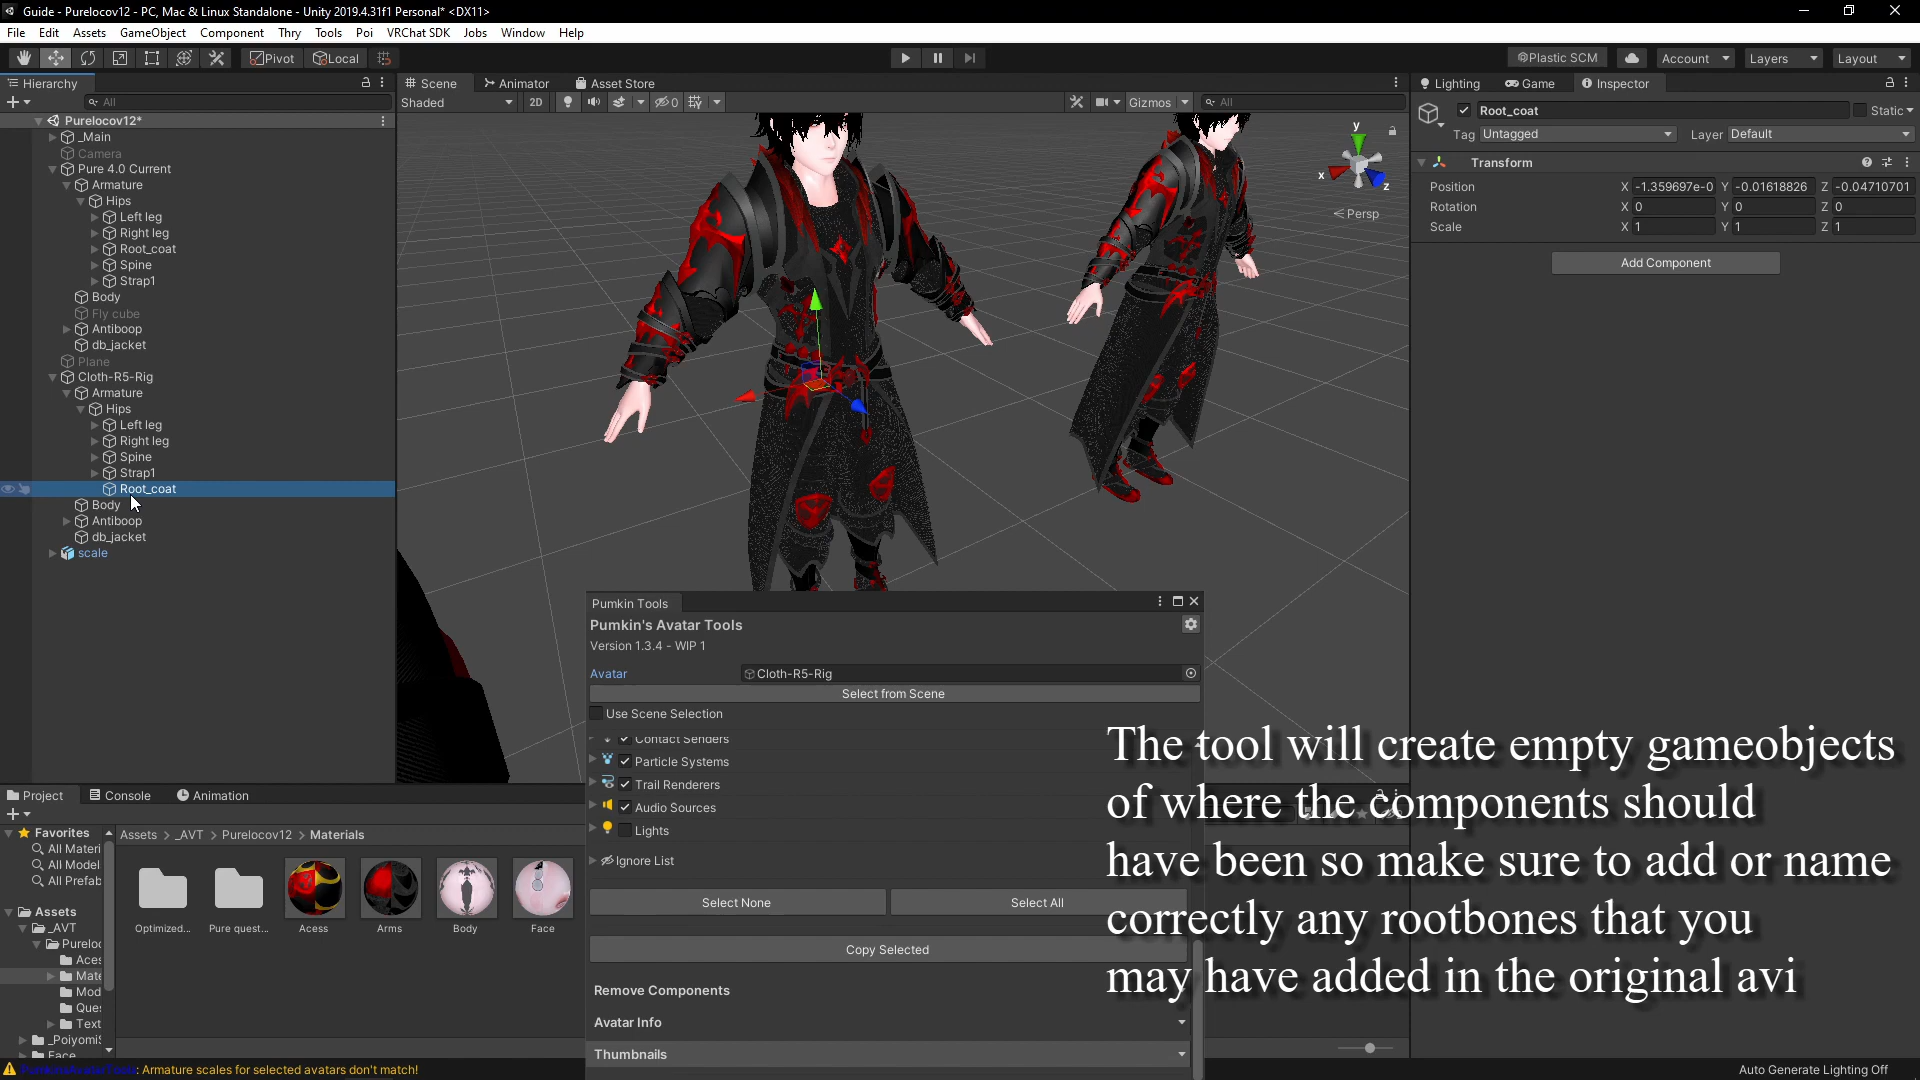 Guide - Purelocov12 - PC, Mac & Linux Standalone - Unity 2019.4.31f1 Personal* <DX11>
File Edit Assets GameObject Component Thry Tools Poi VRChat SDK Jobs Window Help
Pivot Local Plastic SCM Account Layers Layout
Hierarchy
All
Purelocov12*
_Main
Camera
Pure 4.0 Current
Armature
Hips
Left leg
Right leg
Root_coat
Spine
Strap1
Body
Fly cube
Antiboop
db_jacket
Plane
Cloth-R5-Rig
Armature
Hips
Left leg
Right leg
Spine
Strap1
Root_coat
Body
Antiboop
db_jacket
scale
Scene Animator Asset Store
Shaded 2D 0 Gizmos All
y
x
z
Persp
Lighting Game Inspector
Root_coat Static
Tag Untagged Layer Default
Transform
Position X -1.359697e-0 Y -0.01618826 Z -0.04710701
Rotation X 0 Y 0 Z 0
Scale X 1 Y 1 Z 1
Add Component
Pumkin Tools
Pumkin's Avatar Tools
Version 1.3.4 - WIP 1
Avatar Cloth-R5-Rig
Select from Scene
Use Scene Selection
Contact Senders
Particle Systems
Trail Renderers
Audio Sources
Lights
Ignore List
Select None Select All
Copy Selected
Remove Components
Avatar Info
Thumbnails
The tool will create empty gameobjects
of where the components should
have been so make sure to add or name
correctly any rootbones that you
may have added in the original avi
Project Console Animation
Favorites
All Materi
All Model
All Prefab
Assets
_AVT
Pureloc
Aces
Mate
Mod
Ques
Text
_Poiyomi
Face
Assets > _AVT > Purelocov12 > Materials
Optimized... Pure quest... Acess Arms Body Face
: Armature scales for selected avatars don't match!
Auto Generate Lighting Off